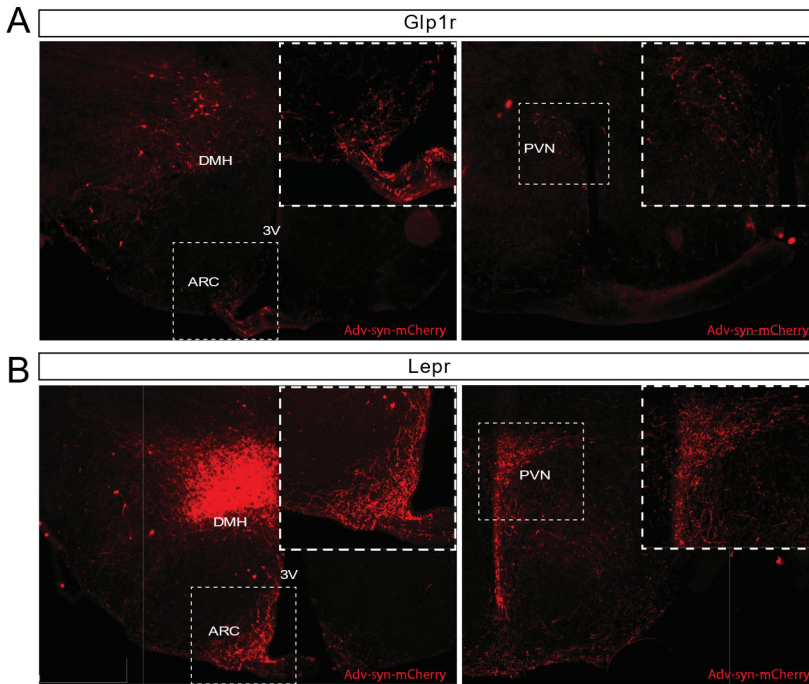 A
Glp1r
DMH
3V
ARC
Adv-syn-mCherry
PVN
Adv-syn-mCherry
B
Lepr
DMH
3V
ARC
Adv-syn-mCherry
PVN
Adv-syn-mCherry